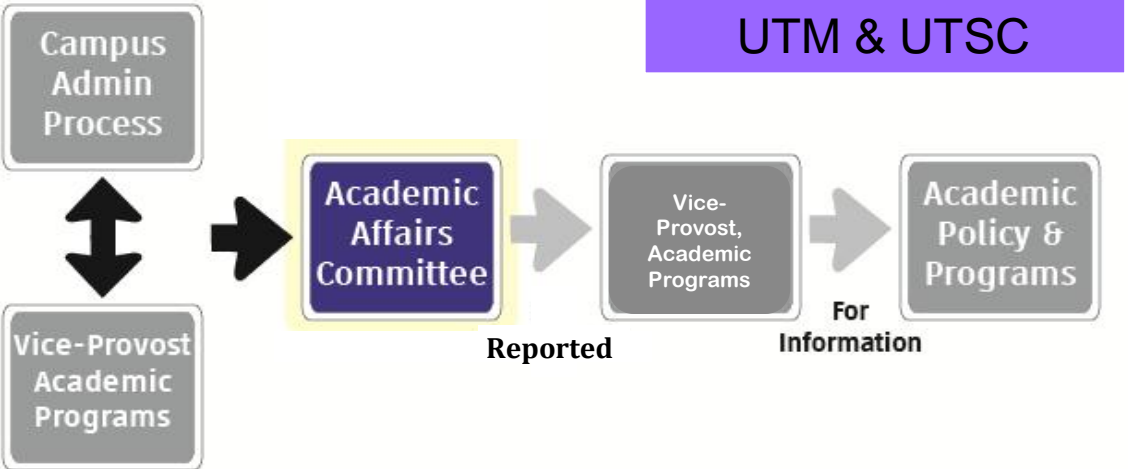 UTM & UTSC
Campus
Admin
Process
Vice-Provost
Academic
Programs
Academic
Affairs
Committee
Reported
Vice-
Provost,
Academic
Programs
For
Information
Academic
Policy &
Programs